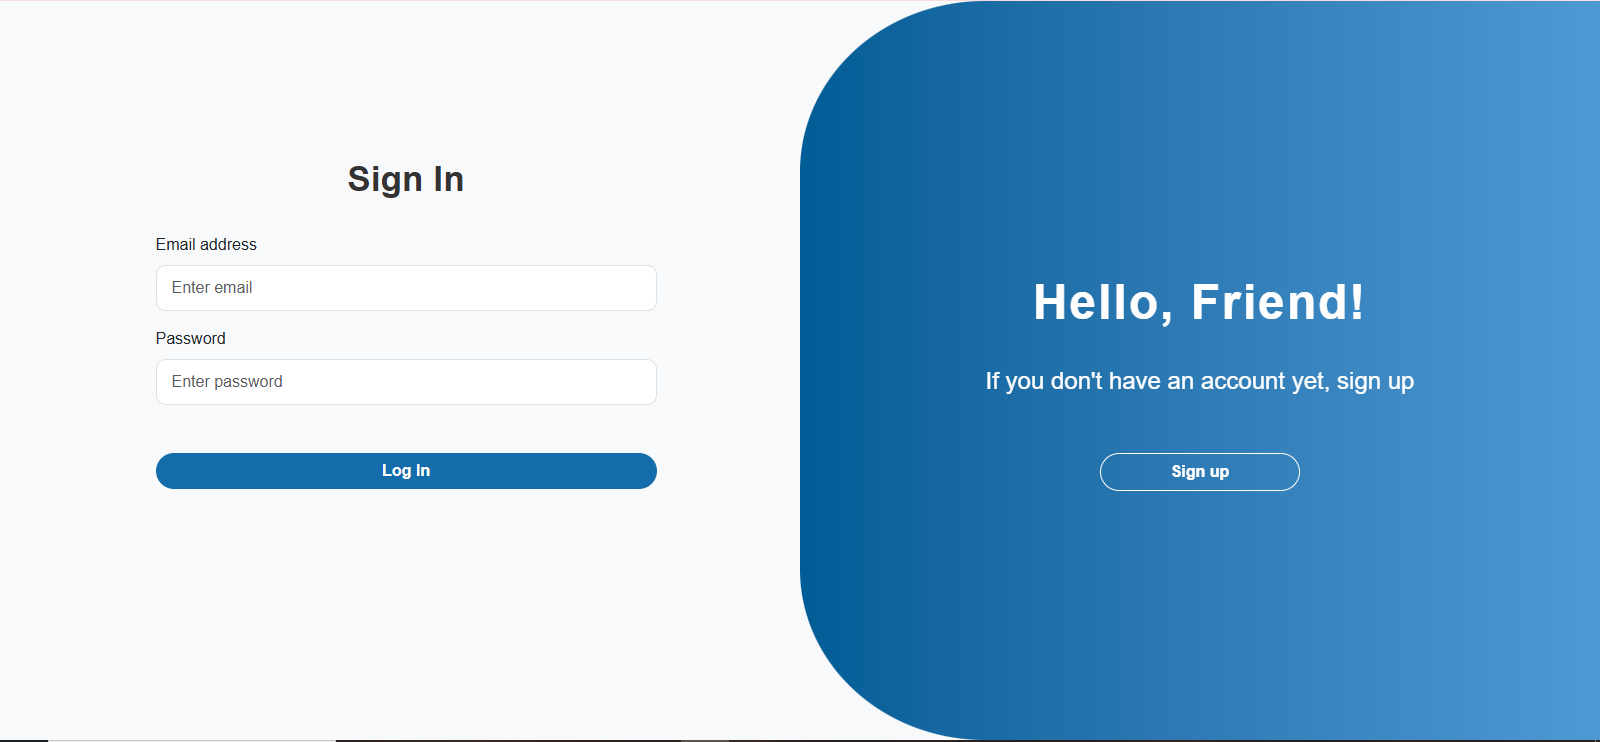 Sign In
Email address
Enter email
Password
Enter password
Log In
Hello, Friend!
If you don't have an account yet, sign up
Sign up